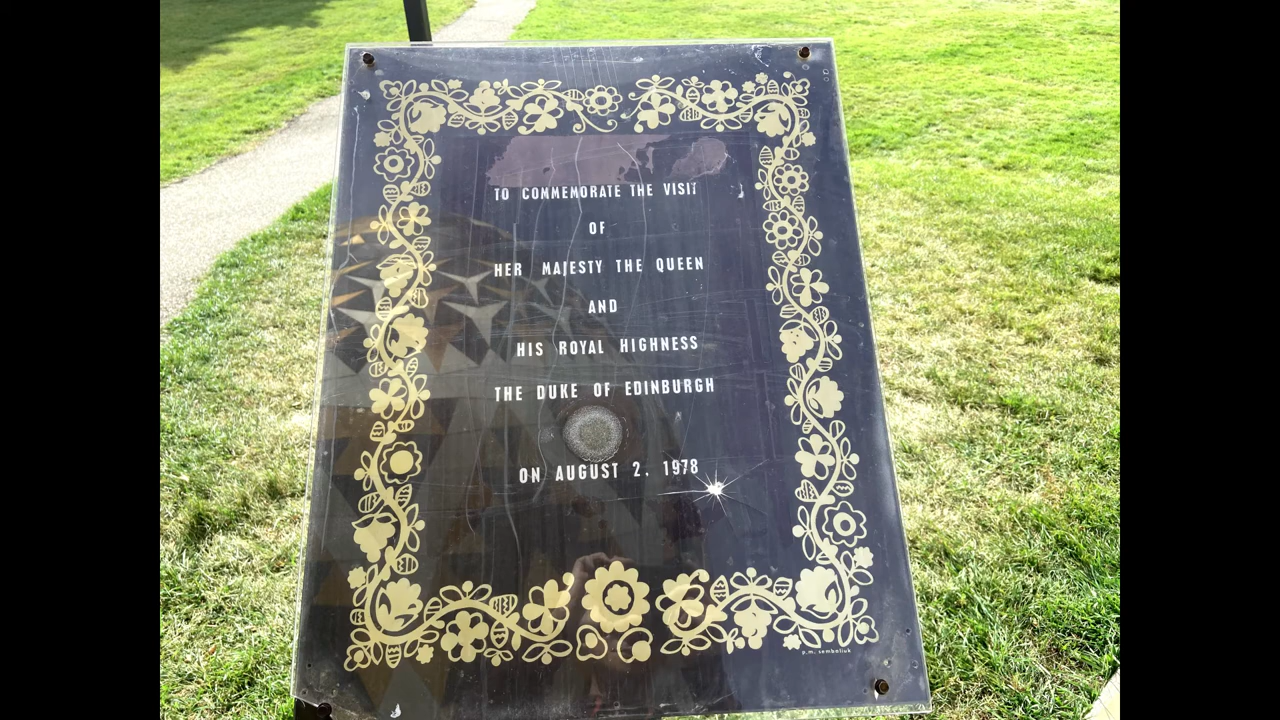 TO COMMEMORATE THE VISIT
OF
HER MAJESTY THE QUEEN
AND
HIS ROYAL HIGHNESS
THE DUKE OF EDINBURGH
ON AUGUST 2, 1978
p.m. sembaliuk